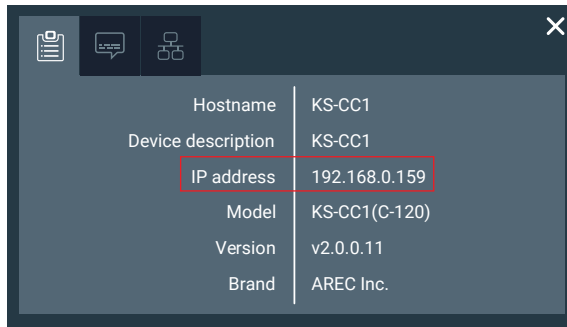 Hostname KS-CC1
Device description KS-CC1
IP address 192.168.0.159
Model KS-CC1(C-120)
Version v2.0.0.11
Brand AREC Inc.